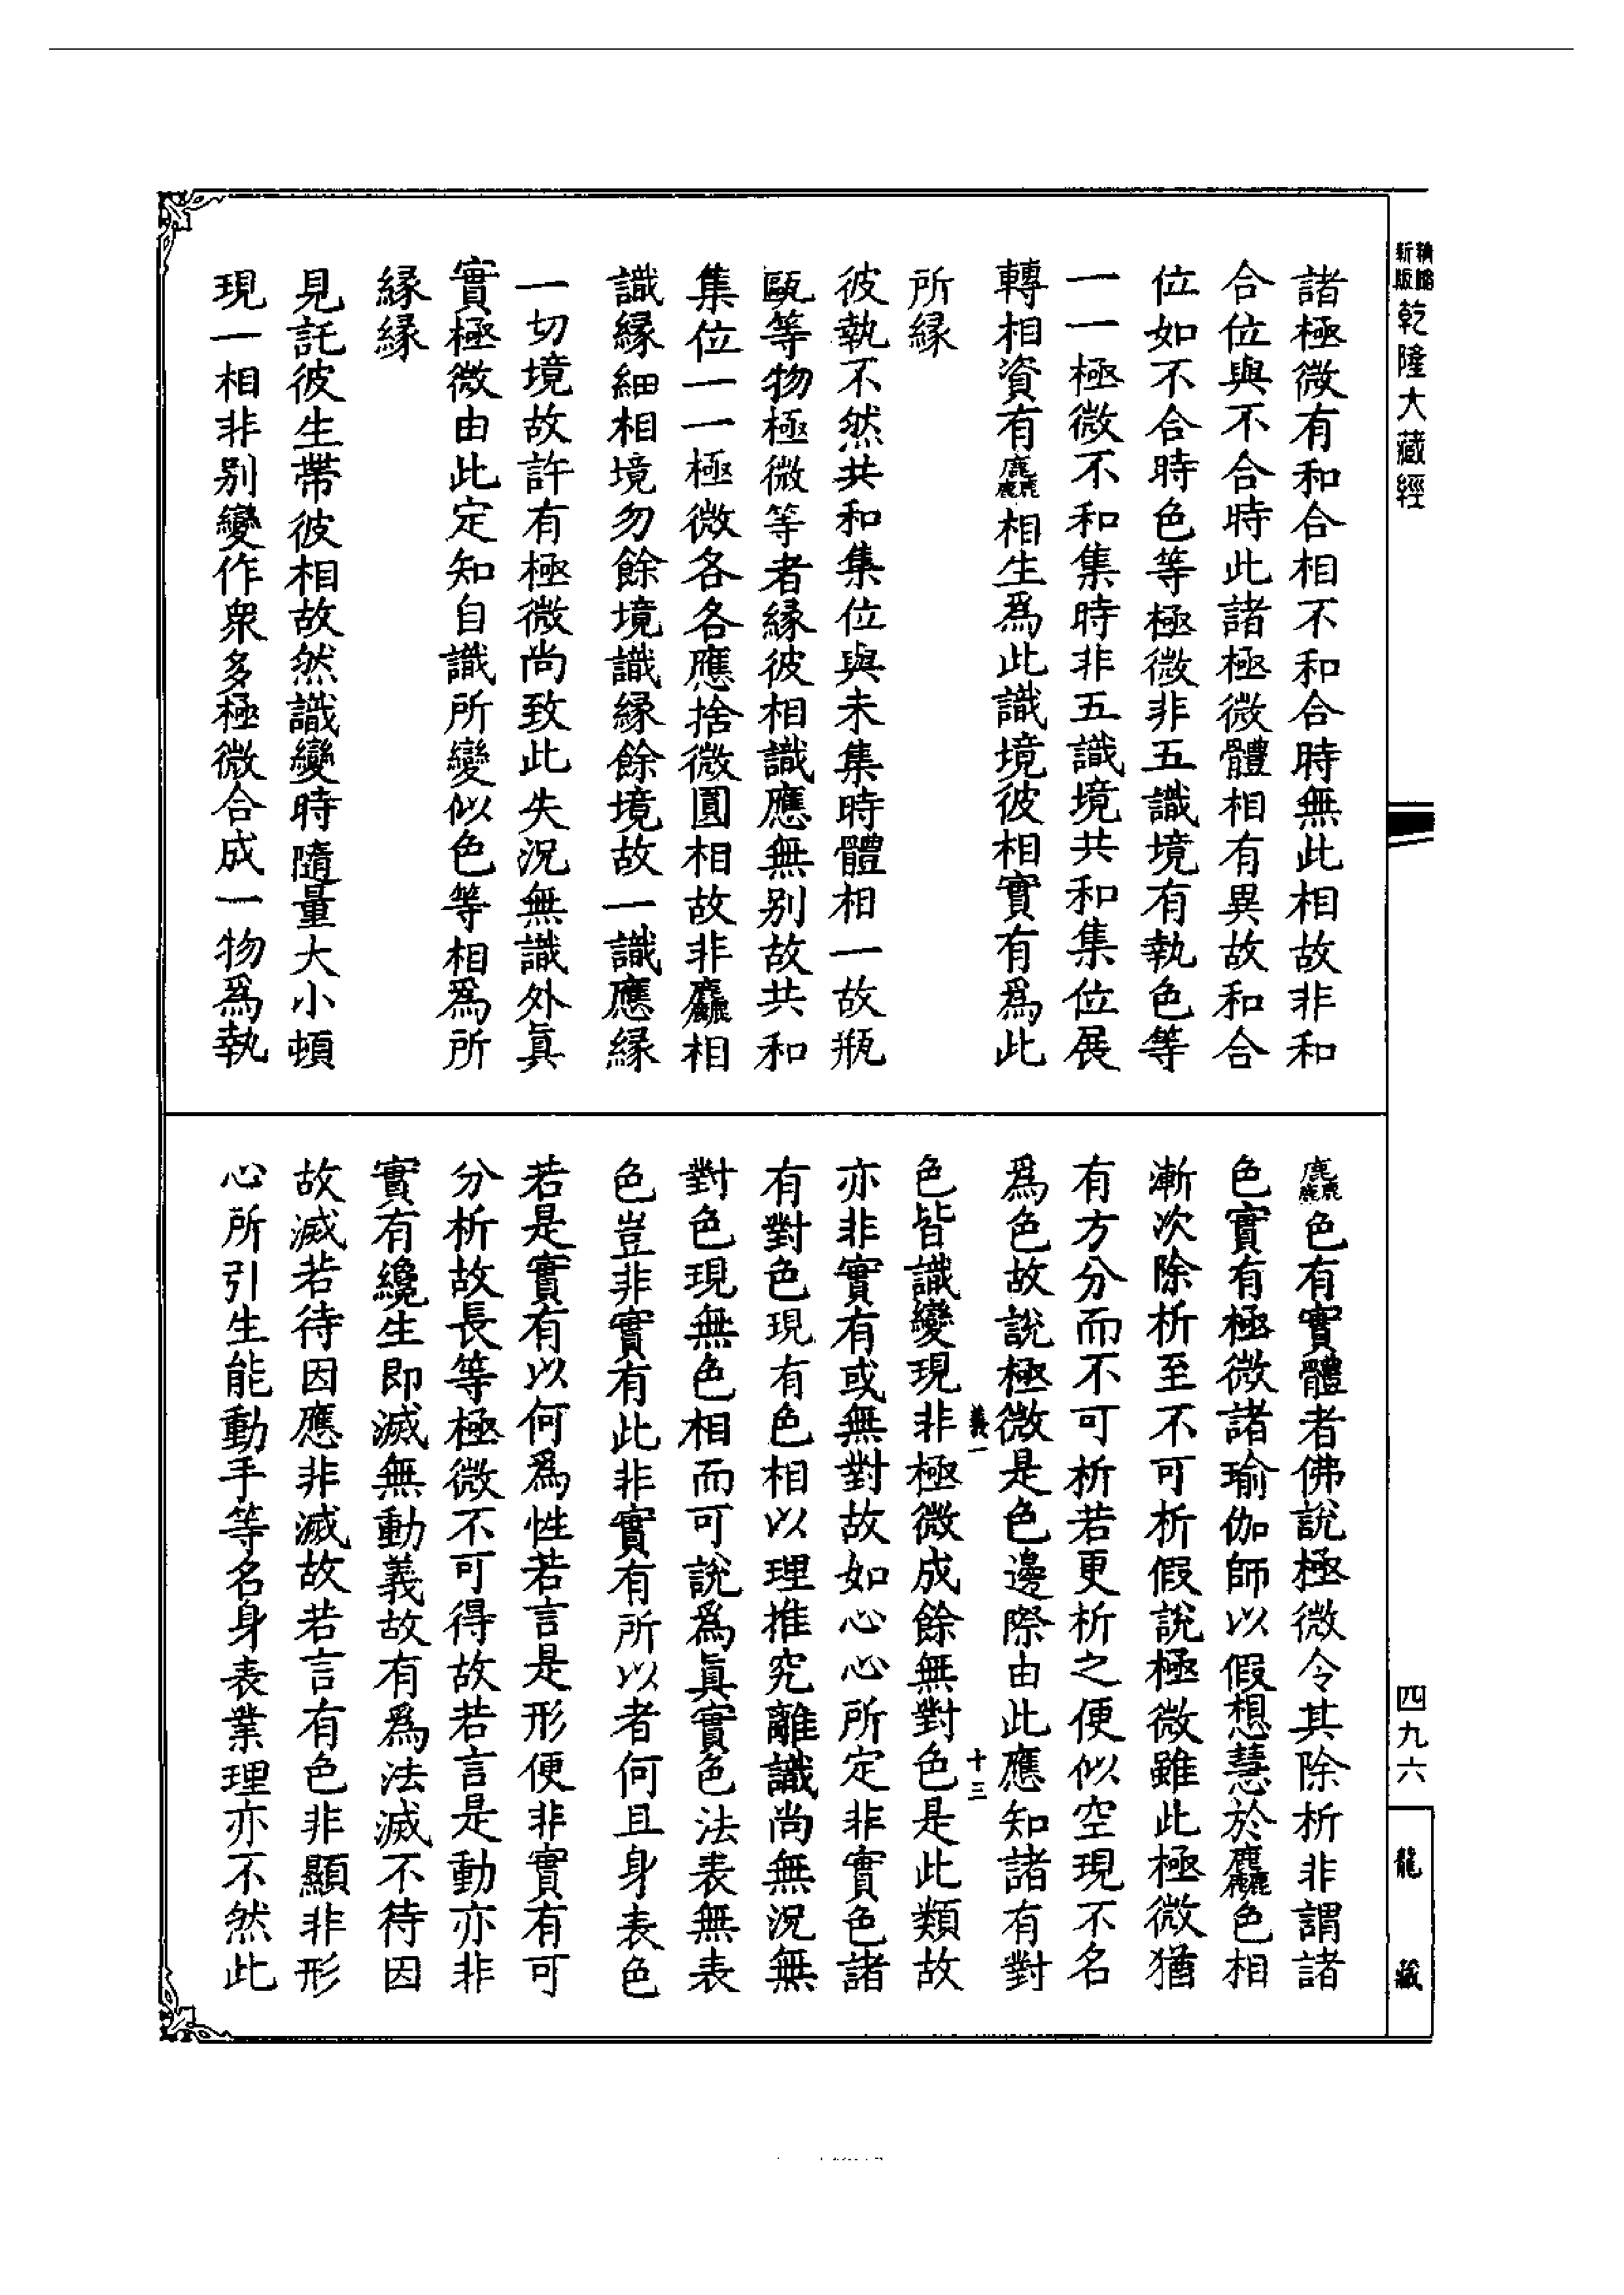 新版
精縮
乾隆大藏經
四九六
龍藏
諸極微有和合相不和合時無此相故非和
合位與不合時此諸極微體相有異故和合
位如不合時色等極微非五識境有執色等
一一極微不和集時非五識境共和集位展
轉相資有麤相生爲此識境彼相實有爲此
所緣
彼執不然共和集位與未集時體相一故瓶
甌等物極微等者緣彼相識應無别故共和
集位一一極微各各應捨微圓相故非麤相
識緣細相境勿餘境識緣餘境故一識應緣
一切境故許有極微尚致此失況無識外眞
實極微由此定知自識所變似色等相爲所
緣緣
見託彼生帶彼相故然識變時隨量大小頓
現一相非别變作衆多極微合成一物爲執
麤色有實體者佛說極微令其除析非謂諸
色實有極微諸瑜伽師以假想慧於麤色相
漸次除析至不可析假說極微雖此極微猶
有方分而不可析若更析之便似空現不名
爲色故說極微是色邊際由此應知諸有對
義一
十三
色皆識變現非極微成餘無對色是此類故
亦非實有或無對故如心心所定非實色諸
有對色現有色相以理推究離識尚無況無
對色現無色相而可說爲眞實色法表無表
色豈非實有此非實有所以者何且身表色
若是實有以何爲性若言是形便非實有可
分析故長等極微不可得故若言是動亦非
實有纔生即滅無動義故有爲法滅不待因
故滅若待因應非滅故若言有色非顯非形
心所引生能動手等名身表業理亦不然此